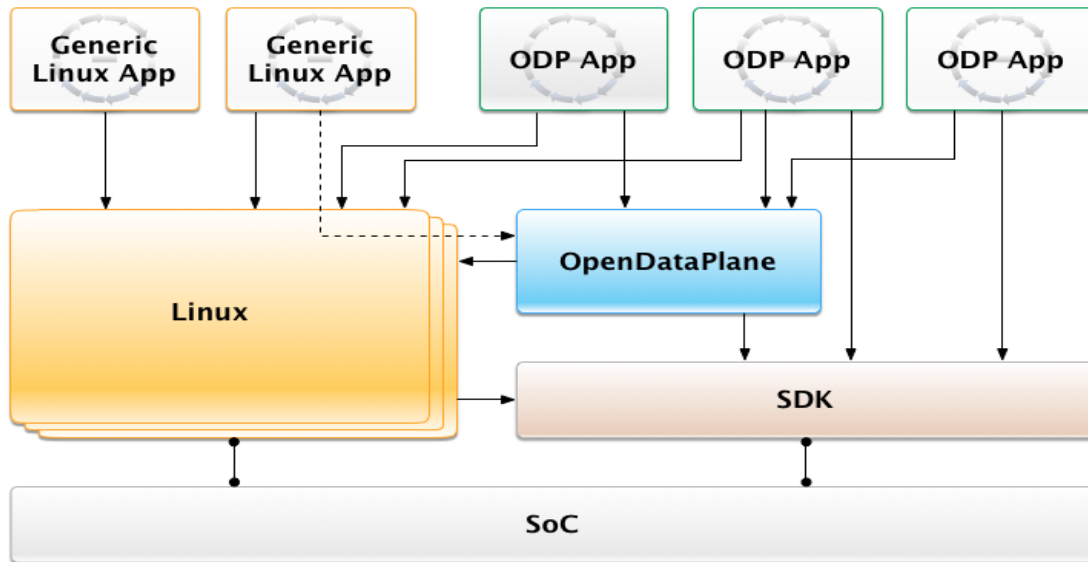 Generic
Linux App
Generic
Linux App
ODP App
ODP App
ODP App
OpenDataPlane
Linux
SDK
SoC